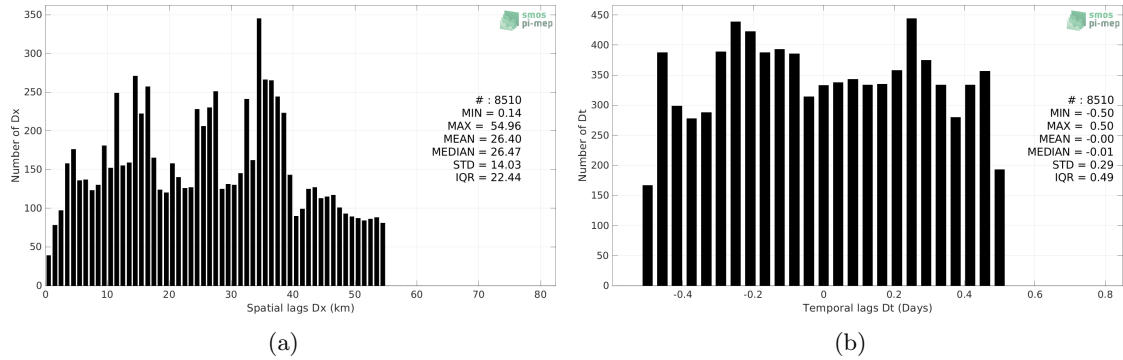 350
300
250
200
150
100
50
0
Number of Dx
0 10 20 30 40 50 60 70 80
Spatial lags Dx (km)
smos
pi-mep
# : 8510
MIN = 0.14
MAX = 54.96
MEAN = 26.40
MEDIAN = 26.47
STD = 14.03
IQR = 22.44
(a)
450
400
350
300
250
200
150
100
50
0
Number of Dt
-0.4 -0.2 0 0.2 0.4 0.6 0.8
Temporal lags Dt (Days)
smos
pi-mep
# : 8510
MIN = -0.50
MAX = 0.50
MEAN = -0.00
MEDIAN = -0.01
STD = 0.29
IQR = 0.49
(b)